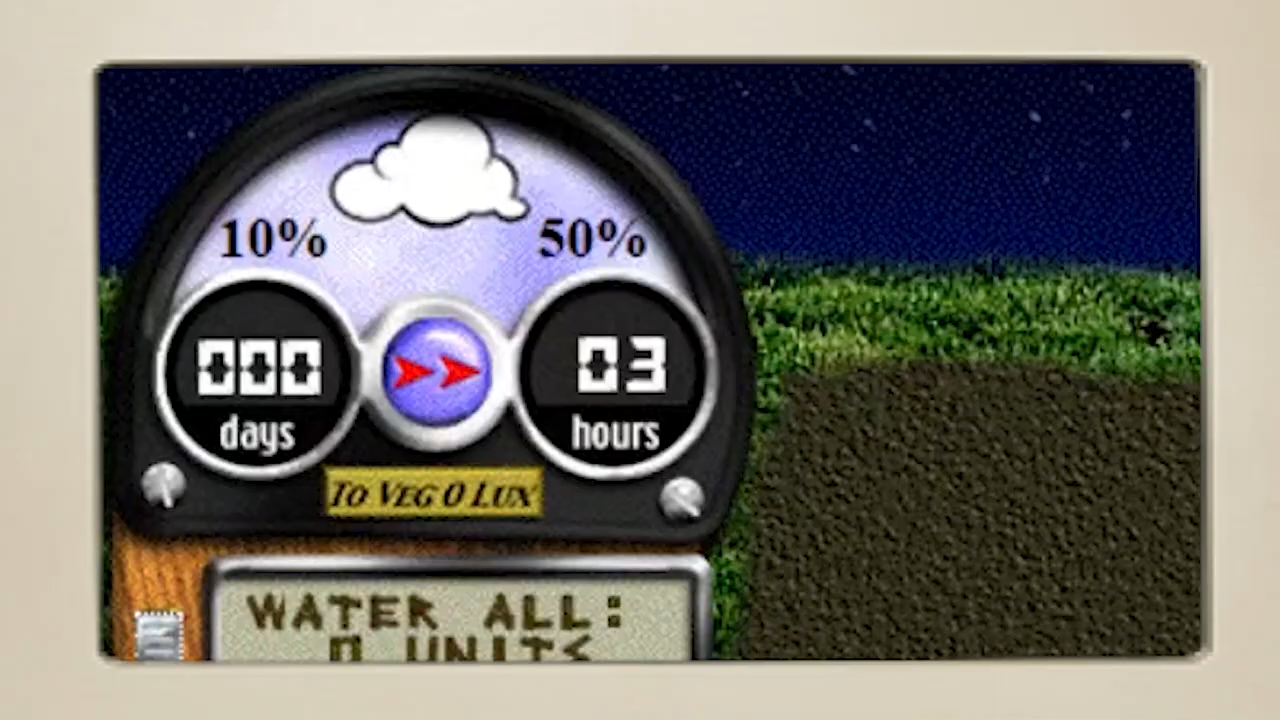 10% 50%
000 03
days hours
TO VEG O LUX
WATER ALL:
0 UNITS